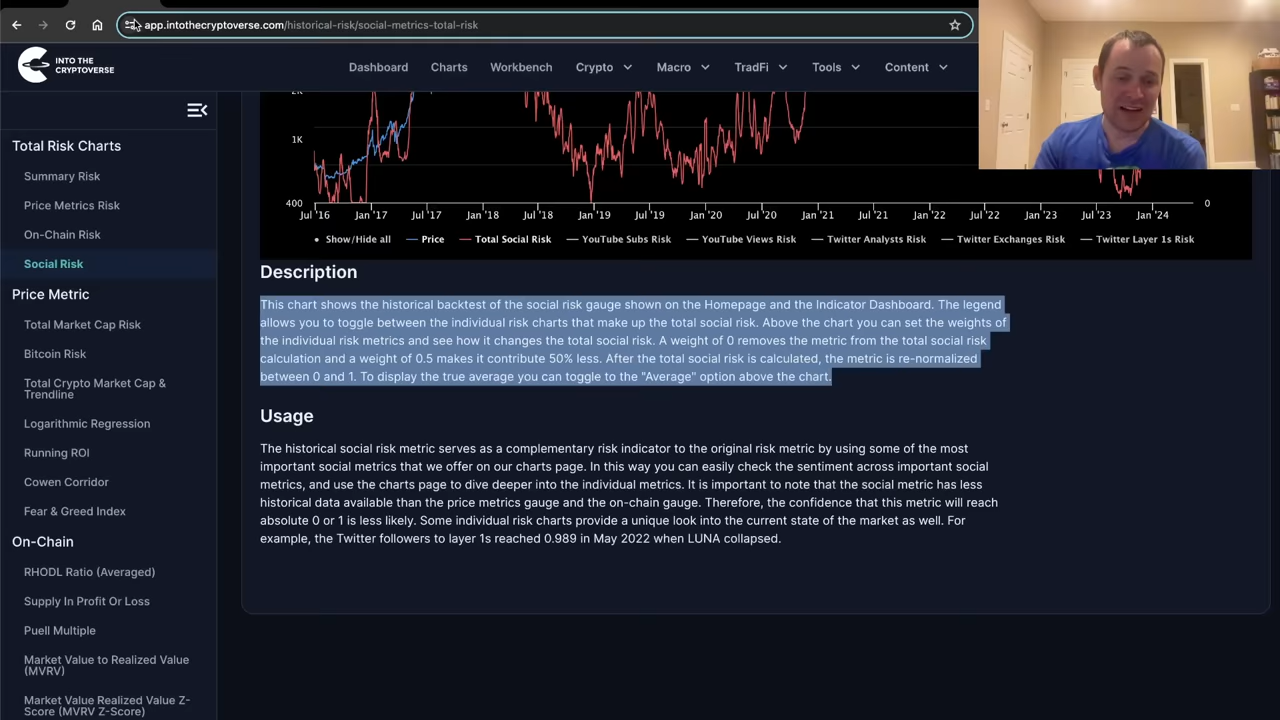 app.intothecryptoverse.com/historical-risk/social-metrics-total-risk
INTO THE
CRYPTOVERSE
Dashboard
Charts
Workbench
Crypto
Macro
TradFi
Tools
Content
Total Risk Charts
Summary Risk
Price Metrics Risk
On-Chain Risk
Social Risk
Price Metric
Total Market Cap Risk
Bitcoin Risk
Total Crypto Market Cap &
Trendline
Logarithmic Regression
Running ROI
Cowen Corridor
Fear & Greed Index
On-Chain
RHODL Ratio (Averaged)
Supply In Profit Or Loss
Puell Multiple
Market Value to Realized Value
(MVRV)
Market Value Realized Value Z-
Score (MVRV Z-Score)
1K
400
0
Jul '16 Jan '17 Jul '17 Jan '18 Jul '18 Jan '19 Jul '19 Jan '20 Jul '20 Jan '21 Jul '21 Jan '22 Jul '22 Jan '23 Jul '23 Jan '24
Show/Hide all Price Total Social Risk YouTube Subs Risk YouTube Views Risk Twitter Analysts Risk Twitter Exchanges Risk Twitter Layer 1s Risk
Description
This chart shows the historical backtest of the social risk gauge shown on the Homepage and the Indicator Dashboard. The legend
allows you to toggle between the individual risk charts that make up the total social risk. Above the chart you can set the weights of
the individual risk metrics and see how it changes the total social risk. A weight of 0 removes the metric from the total social risk
calculation and a weight of 0.5 makes it contribute 50% less. After the total social risk is calculated, the metric is re-normalized
between 0 and 1. To display the true average you can toggle to the "Average" option above the chart.
Usage
The historical social risk metric serves as a complementary risk indicator to the original risk metric by using some of the most
important social metrics that we offer on our charts page. In this way you can easily check the sentiment across important social
metrics, and use the charts page to dive deeper into the individual metrics. It is important to note that the social metric has less
historical data available than the price metrics gauge and the on-chain gauge. Therefore, the confidence that this metric will reach
absolute 0 or 1 is less likely. Some individual risk charts provide a unique look into the current state of the market as well. For
example, the Twitter followers to layer 1s reached 0.989 in May 2022 when LUNA collapsed.